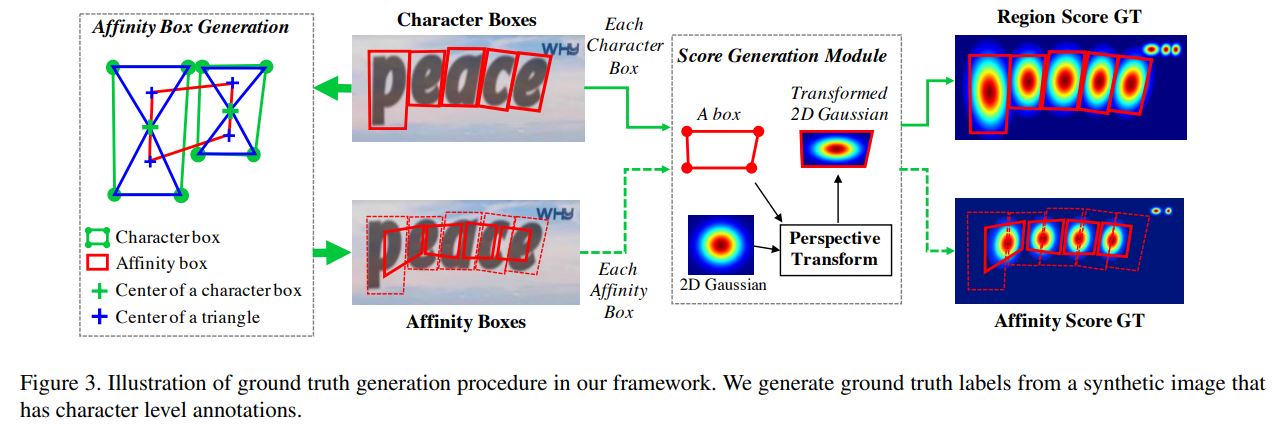 Affinity Box Generation
Character box
Affinity box
Center of a character box
Center of a triangle
Character Boxes
WHY
peace
WHY
peace
Affinity Boxes
Each
Character
Box
Each
Affinity
Box
Score Generation Module
A box
Transformed
2D Gaussian
2D Gaussian
Perspective
Transform
Region Score GT
Affinity Score GT
Figure 3. Illustration of ground truth generation procedure in our framework. We generate ground truth labels from a synthetic image that
has character level annotations.